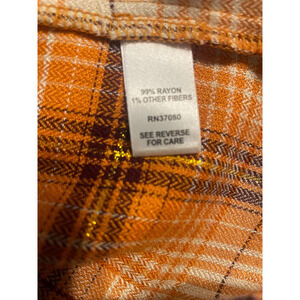 99% RAYON
1% OTHER FIBERS
RN37050
SEE REVERSE
FOR CARE